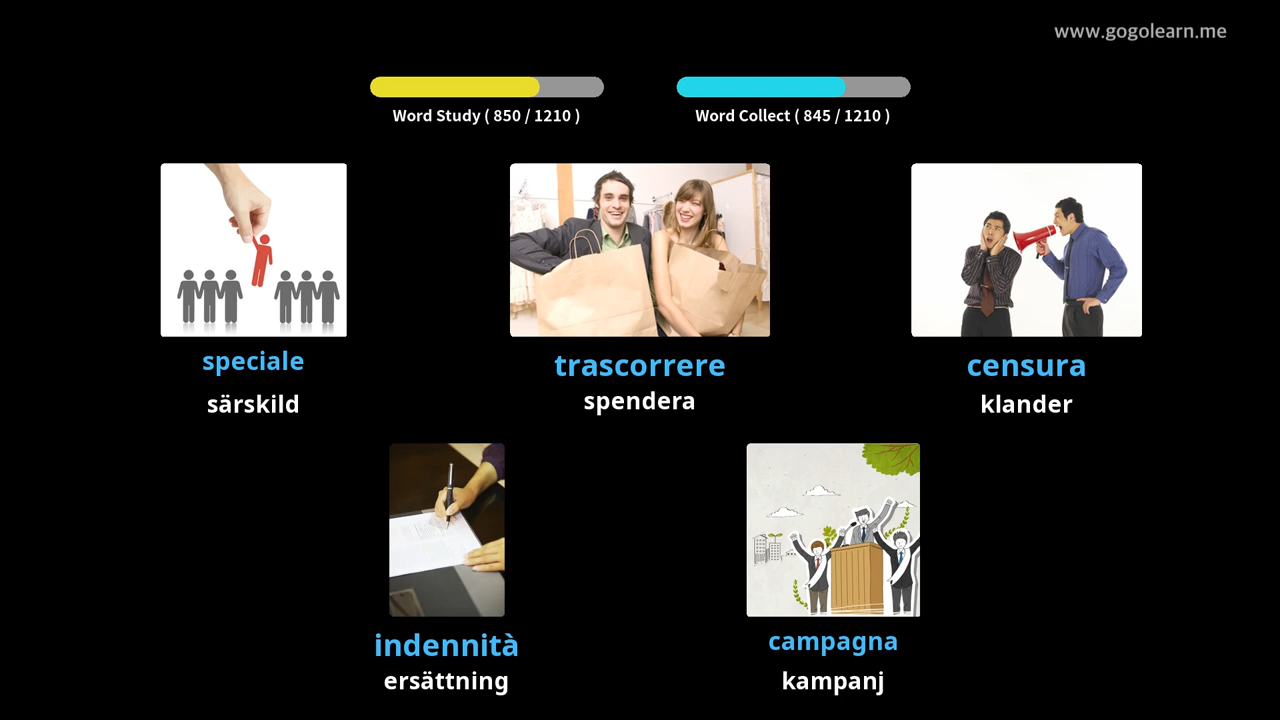 www.gogolearn.me
Word Study ( 850 / 1210 )
Word Collect ( 845 / 1210 )
speciale
särskild
trascorrere
spendera
censura
klander
indennità
ersättning
campagna
kampanj